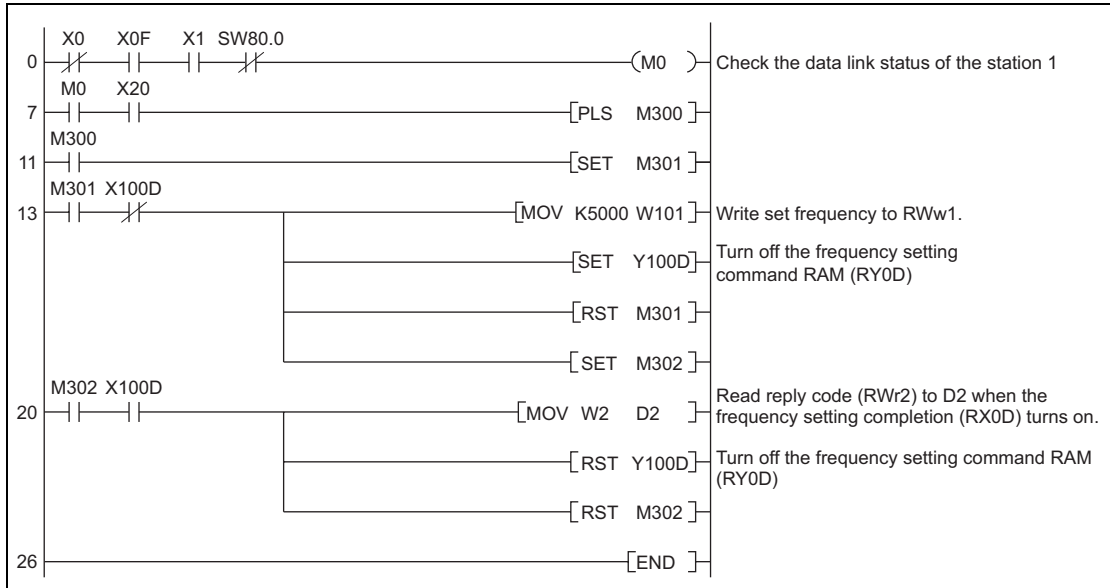 X0 X0F X1 SW80.0
0 (M0 ) Check the data link status of the station 1
M0 X20
7 [PLS M300 ]
M300
11 [SET M301 ]
M301 X100D
13 [MOV K5000 W101 ] Write set frequency to RWw1.
[SET Y100D ] Turn off the frequency setting
command RAM (RY0D)
[RST M301 ]
[SET M302 ]
M302 X100D
20 [MOV W2 D2 ] Read reply code (RWr2) to D2 when the
frequency setting completion (RX0D) turns on.
[RST Y100D ] Turn off the frequency setting command RAM
(RY0D)
[RST M302 ]
26 [END ]